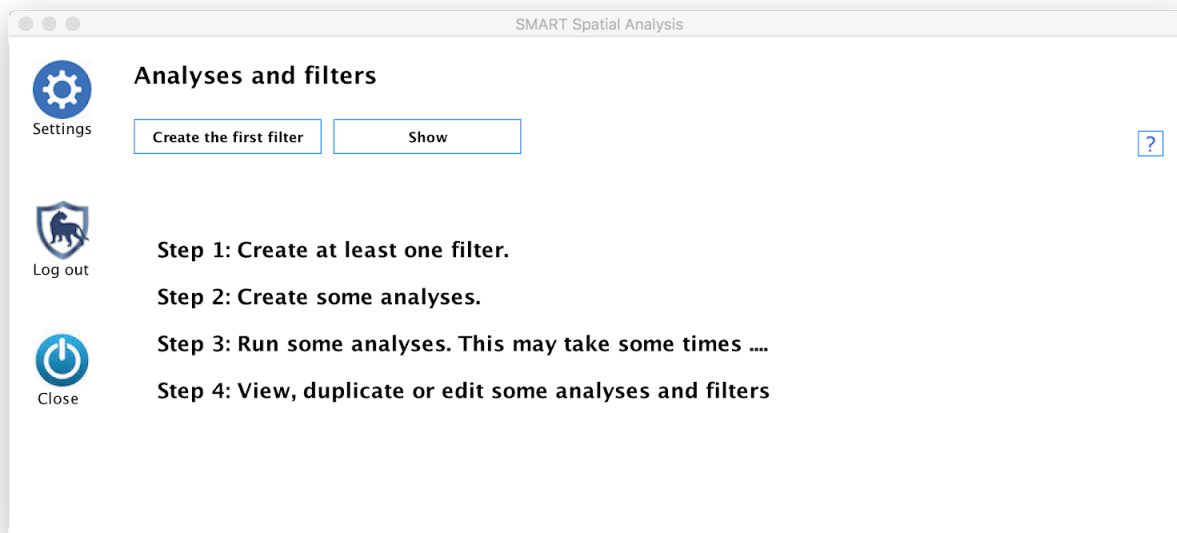 SMART Spatial Analysis
Settings
Analyses and filters
Create the first filter
Show
?
Log out
Step 1: Create at least one filter.
Step 2: Create some analyses.
Step 3: Run some analyses. This may take some times ....
Step 4: View, duplicate or edit some analyses and filters
Close